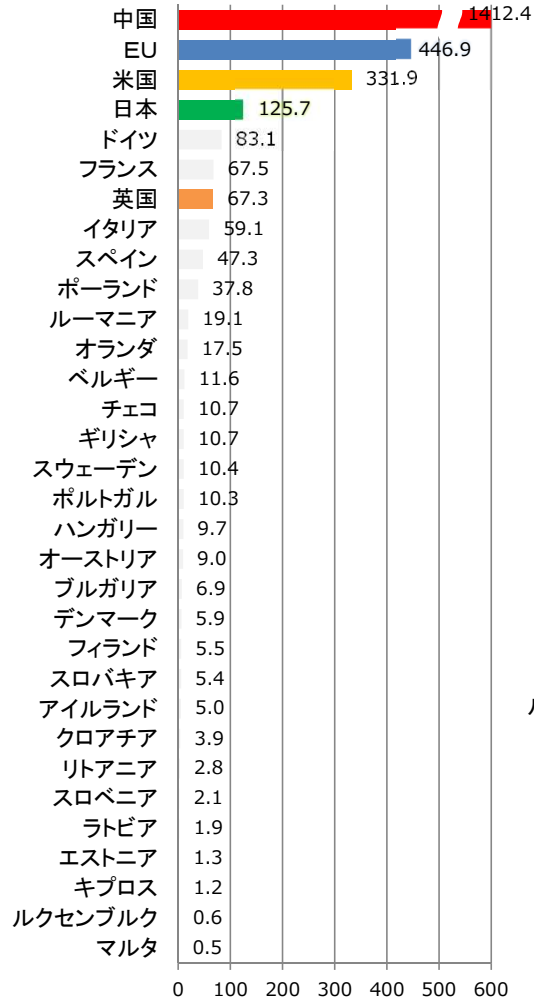 中国 1412.4
EU 446.9
米国 331.9
日本 125.7
ドイツ 83.1
フランス 67.5
英国 67.3
イタリア 59.1
スペイン 47.3
ポーランド 37.8
ルーマニア 19.1
オランダ 17.5
ベルギー 11.6
チェコ 10.7
ギリシャ 10.7
スウェーデン 10.4
ポルトガル 10.3
ハンガリー 9.7
オーストリア 9.0
ブルガリア 6.9
デンマーク 5.9
フィランド 5.5
スロバキア 5.4
アイルランド 5.0
クロアチア 3.9
リトアニア 2.8
スロベニア 2.1
ラトビア 1.9
エストニア 1.3
キプロス 1.2
ルクセンブルク 0.6
マルタ 0.5
0 100 200 300 400 500 600